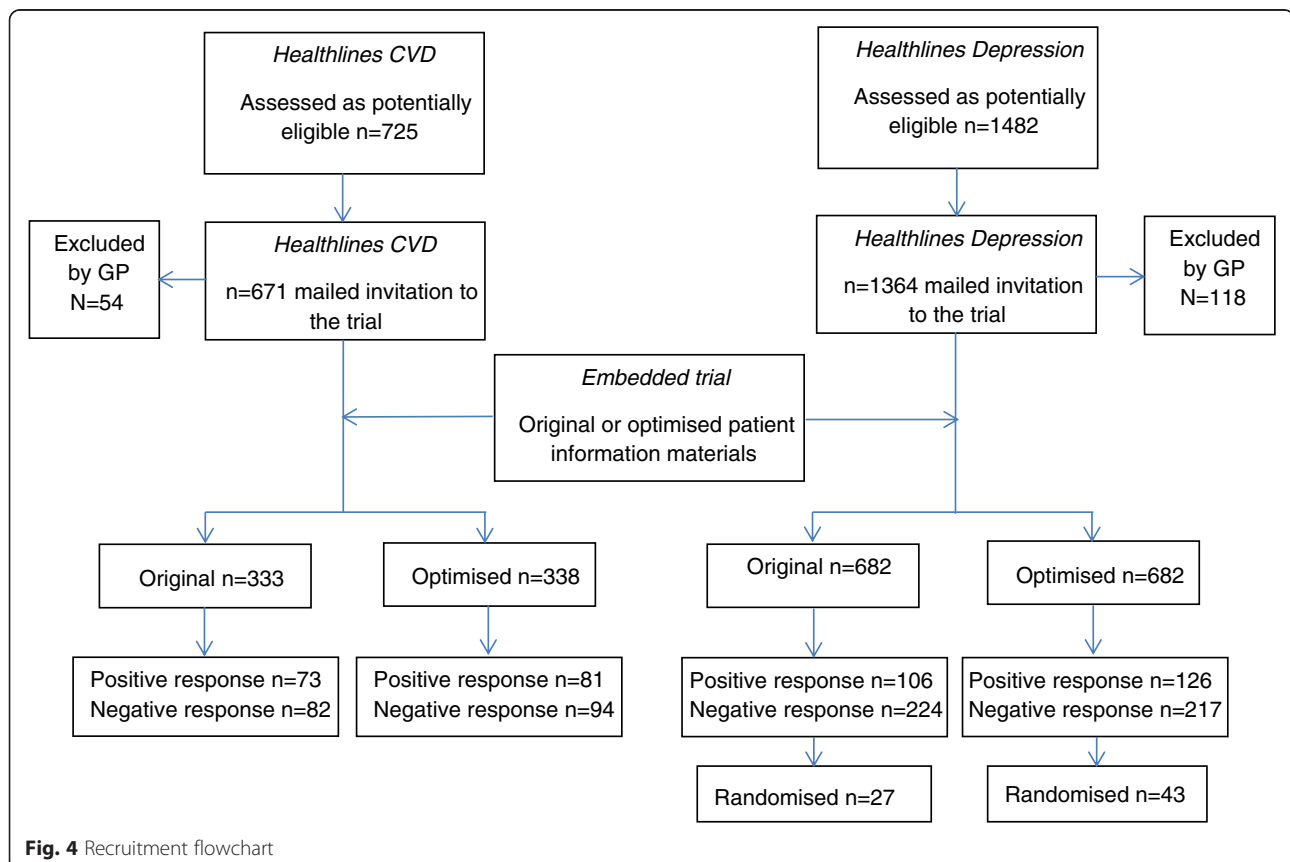 Healthlines CVD
Assessed as potentially
eligible n=725
Healthlines Depression
Assessed as potentially
eligible n=1482
Excluded
by GP
N=54
Healthlines CVD
n=671 mailed invitation to
the trial
Healthlines Depression
n=1364 mailed invitation
to the trial
Excluded
by GP
N=118
Embedded trial
Original or optimised patient
information materials
Original n=333
Optimised n=338
Original n=682
Optimised n=682
Positive response n=73
Negative response n=82
Positive response n=81
Negative response n=94
Positive response n=106
Negative response n=224
Positive response n=126
Negative response n=217
Randomised n=27
Randomised n=43
Fig. 4 Recruitment flowchart